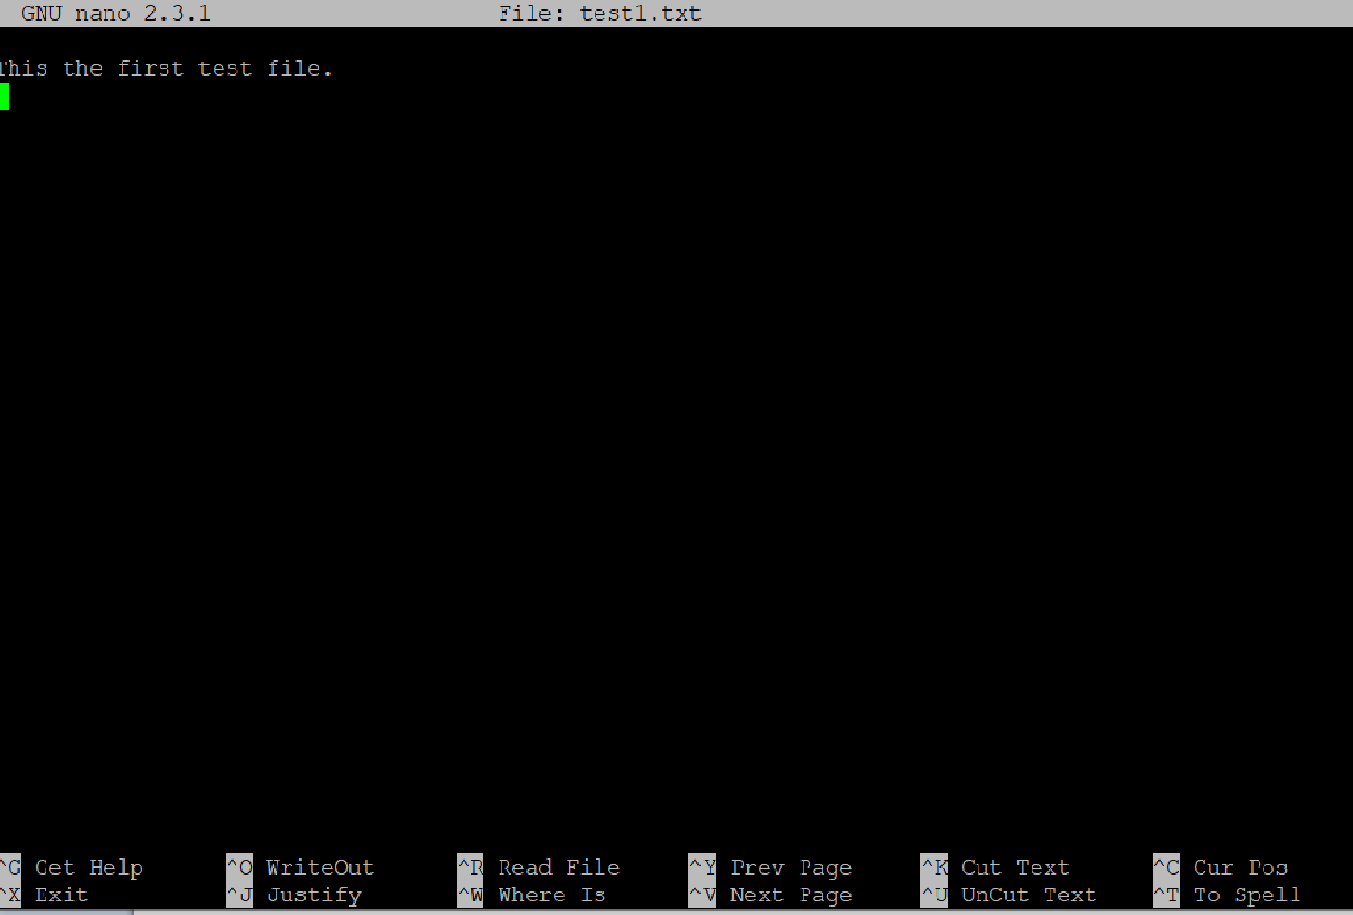 GNU nano 2.3.1 File: test1.txt
This the first test file.
^G Get Help ^O WriteOut ^R Read File ^Y Prev Page ^K Cut Text ^C Cur Pos
^X Exit ^J Justify ^W Where Is ^V Next Page ^U UnCut Text ^T To Spell